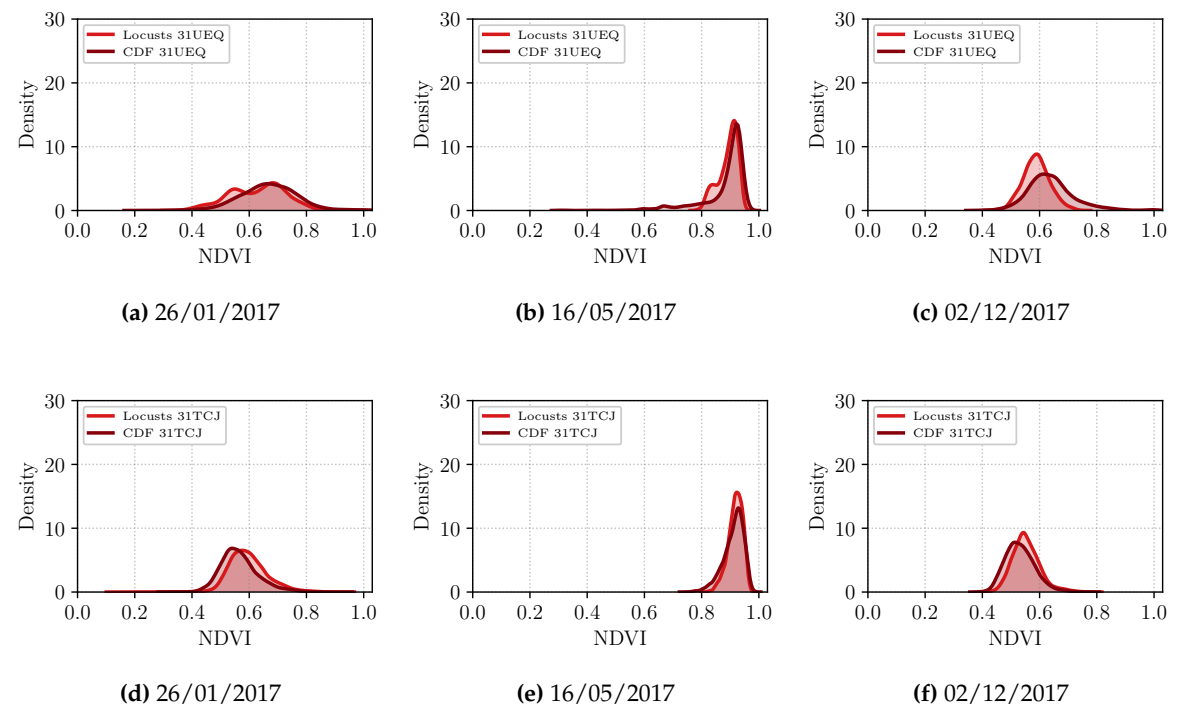 30
20
10
0
Density
Locusts 31UEQ
CDF 31UEQ
0.0 0.2 0.4 0.6 0.8 1.0
NDVI
(a) 26/01/2017
30
20
10
0
Density
Locusts 31UEQ
CDF 31UEQ
0.0 0.2 0.4 0.6 0.8 1.0
NDVI
(b) 16/05/2017
30
20
10
0
Density
Locusts 31UEQ
CDF 31UEQ
0.0 0.2 0.4 0.6 0.8 1.0
NDVI
(c) 02/12/2017
30
20
10
0
Density
Locusts 31TCJ
CDF 31TCJ
0.0 0.2 0.4 0.6 0.8 1.0
NDVI
(d) 26/01/2017
30
20
10
0
Density
Locusts 31TCJ
CDF 31TCJ
0.0 0.2 0.4 0.6 0.8 1.0
NDVI
(e) 16/05/2017
30
20
10
0
Density
Locusts 31TCJ
CDF 31TCJ
0.0 0.2 0.4 0.6 0.8 1.0
NDVI
(f) 02/12/2017